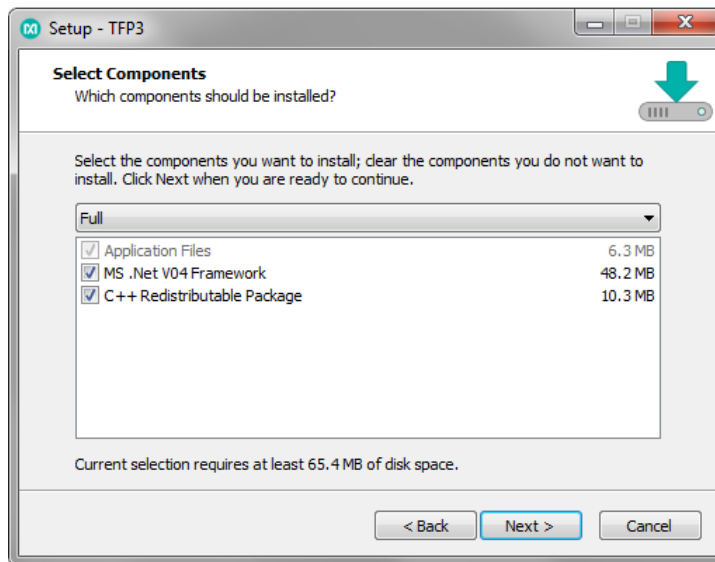 Setup - TFP3
Select Components
Which components should be installed?
Select the components you want to install; clear the components you do not want to
install. Click Next when you are ready to continue.
Full
Application Files 6.3 MB
MS .Net V04 Framework 48.2 MB
C++ Redistributable Package 10.3 MB
Current selection requires at least 65.4 MB of disk space.
< Back Next > Cancel